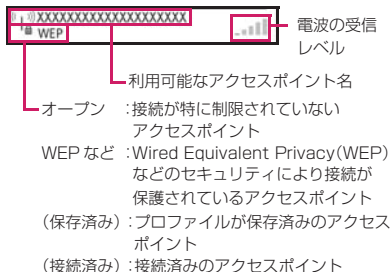 XXXXXXXXXXXXXXXXXXXX
WEP
電波の受信
レベル
利用可能なアクセスポイント名
オープン :接続が特に制限されていない
アクセスポイント
WEPなど :Wired Equivalent Privacy(WEP)
などのセキュリティにより接続が
保護されているアクセスポイント
(保存済み):プロファイルが保存済みのアクセス
ポイント
(接続済み):接続済みのアクセスポイント